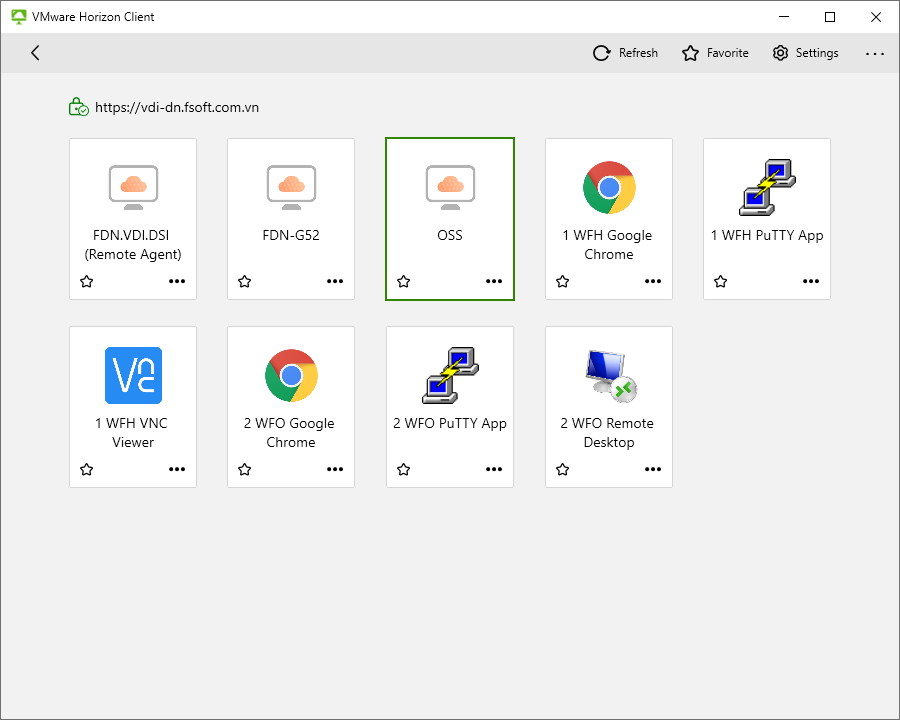 VMware Horizon Client
Refresh
Favorite
Settings
https://vdi-dn.fsoft.com.vn
FDN.VDI.DSI
(Remote Agent)
FDN-G52
OSS
1 WFH Google
Chrome
1 WFH PuTTY App
1 WFH VNC
Viewer
2 WFO Google
Chrome
2 WFO PuTTY App
2 WFO Remote
Desktop